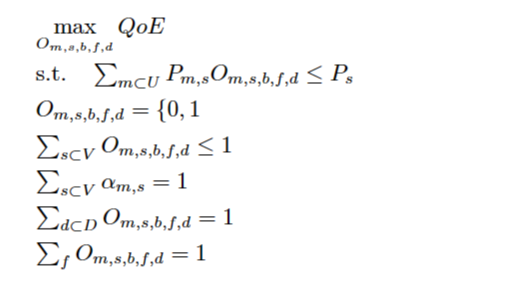 max QoE
O_{m,s,b,f,d}
s.t. ∑_{m⊂U} P_{m,s}O_{m,s,b,f,d} ≤ P_s
O_{m,s,b,f,d} = {0, 1
∑_{s⊂V} O_{m,s,b,f,d} ≤ 1
∑_{s⊂V} α_{m,s} = 1
∑_{d⊂D} O_{m,s,b,f,d} = 1
∑_f O_{m,s,b,f,d} = 1